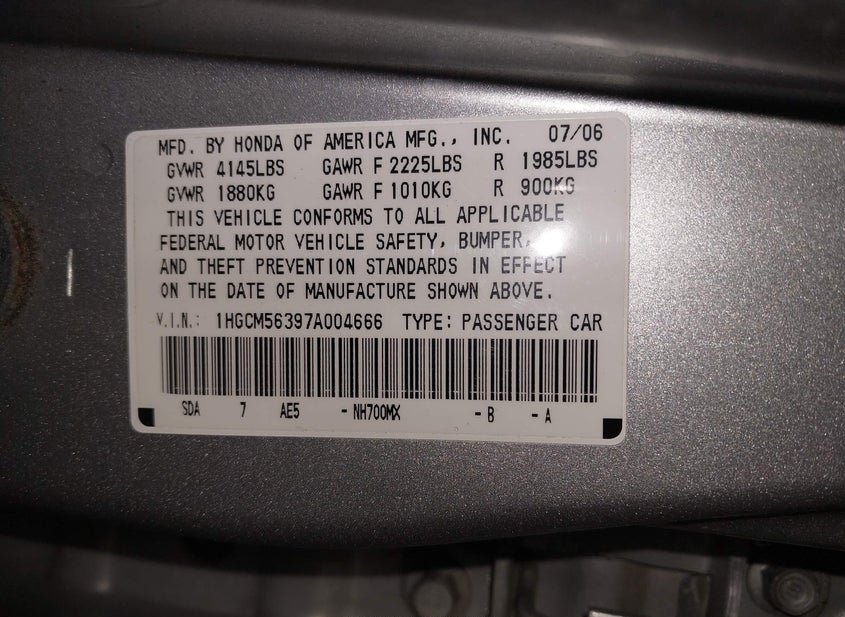 MFD. BY HONDA OF AMERICA MFG., INC. 07/06
GVWR 4145LBS GAWR F 2225LBS R 1985LBS
GVWR 1880KG GAWR F 1010KG R 900KG
THIS VEHICLE CONFORMS TO ALL APPLICABLE
FEDERAL MOTOR VEHICLE SAFETY, BUMPER,
AND THEFT PREVENTION STANDARDS IN EFFECT
ON THE DATE OF MANUFACTURE SHOWN ABOVE.
V.I.N.: 1HGCM56397A004666 TYPE: PASSENGER CAR
SDA 7 AE5 - NH700MX - B - A